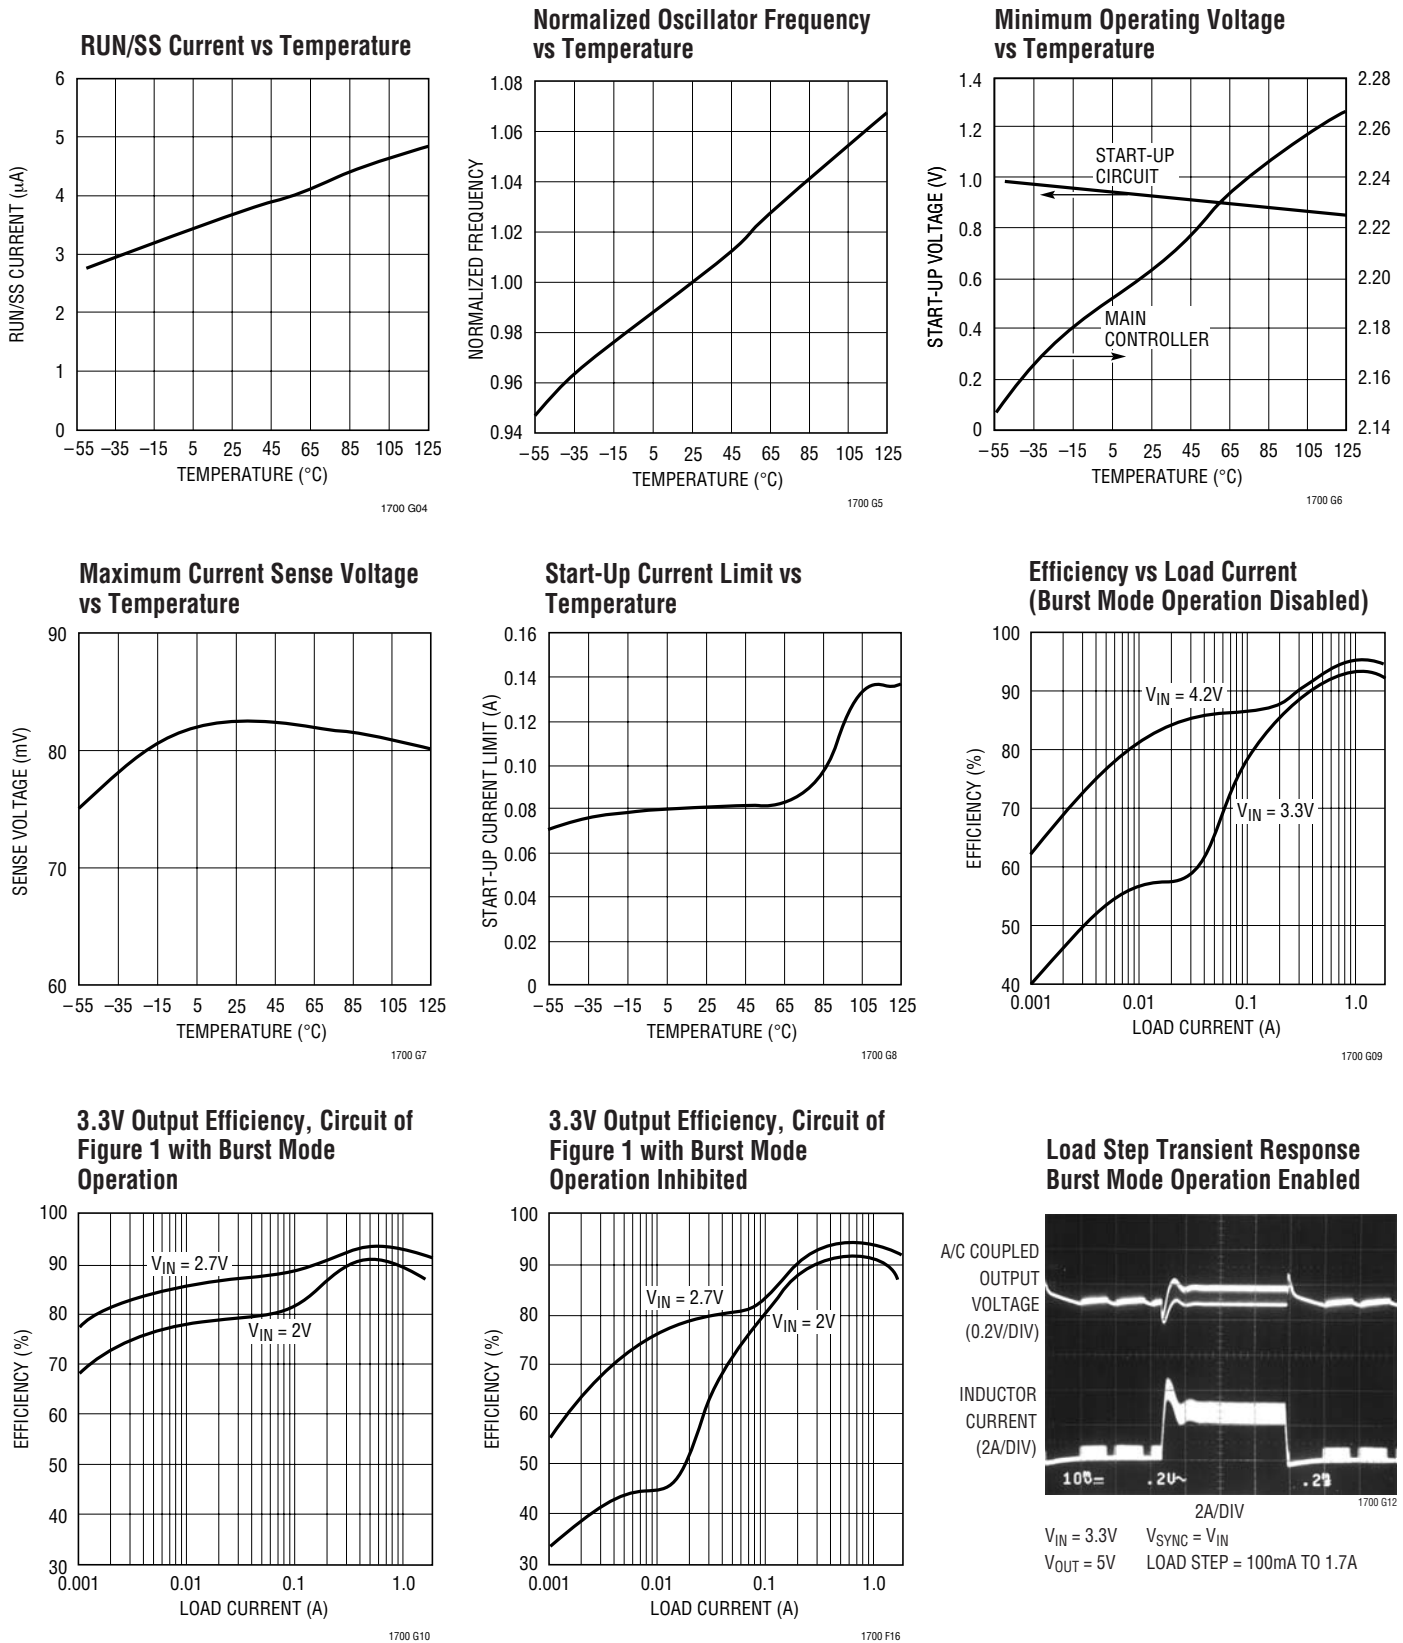 RUN/SS Current vs Temperature
6
5
4
3
2
1
0
RUN/SS CURRENT (µA)
–55 –35 –15 5 25 45 65 85 105 125
TEMPERATURE (°C)
1700 G04
Normalized Oscillator Frequency
vs Temperature
1.08
1.06
1.04
1.02
1.00
0.98
0.96
0.94
NORMALIZED FREQUENCY
–55 –35 –15 5 25 45 65 85 105 125
TEMPERATURE (°C)
1700 G5
Minimum Operating Voltage
vs Temperature
1.4
1.2
1.0
0.8
0.6
0.4
0.2
0
START-UP VOLTAGE (V)
START-UP
CIRCUIT
MAIN
CONTROLLER
2.28
2.26
2.24
2.22
2.20
2.18
2.16
2.14
–55 –35 –15 5 25 45 65 85 105 125
TEMPERATURE (°C)
1700 G6
Maximum Current Sense Voltage
vs Temperature
90
80
70
60
SENSE VOLTAGE (mV)
–55 –35 –15 5 25 45 65 85 105 125
TEMPERATURE (°C)
1700 G7
Start-Up Current Limit vs
Temperature
0.16
0.14
0.12
0.10
0.08
0.06
0.04
0.02
0
START-UP CURRENT LIMIT (A)
–55 –35 –15 5 25 45 65 85 105 125
TEMPERATURE (°C)
1700 G8
Efficiency vs Load Current
(Burst Mode Operation Disabled)
100
90
80
70
60
50
40
EFFICIENCY (%)
VIN = 4.2V
VIN = 3.3V
0.001 0.01 0.1 1.0
LOAD CURRENT (A)
1700 G09
3.3V Output Efficiency, Circuit of
Figure 1 with Burst Mode
Operation
100
90
80
70
60
50
40
30
EFFICIENCY (%)
VIN = 2.7V
VIN = 2V
0.001 0.01 0.1 1.0
LOAD CURRENT (A)
1700 G10
3.3V Output Efficiency, Circuit of
Figure 1 with Burst Mode
Operation Inhibited
100
90
80
70
60
50
40
30
EFFICIENCY (%)
VIN = 2.7V
VIN = 2V
0.001 0.01 0.1 1.0
LOAD CURRENT (A)
1700 F16
Load Step Transient Response
Burst Mode Operation Enabled
A/C COUPLED
OUTPUT
VOLTAGE
(0.2V/DIV)
INDUCTOR
CURRENT
(2A/DIV)
1700 G12
2A/DIV
VIN = 3.3V VSYNC = VIN
VOUT = 5V LOAD STEP = 100mA TO 1.7A